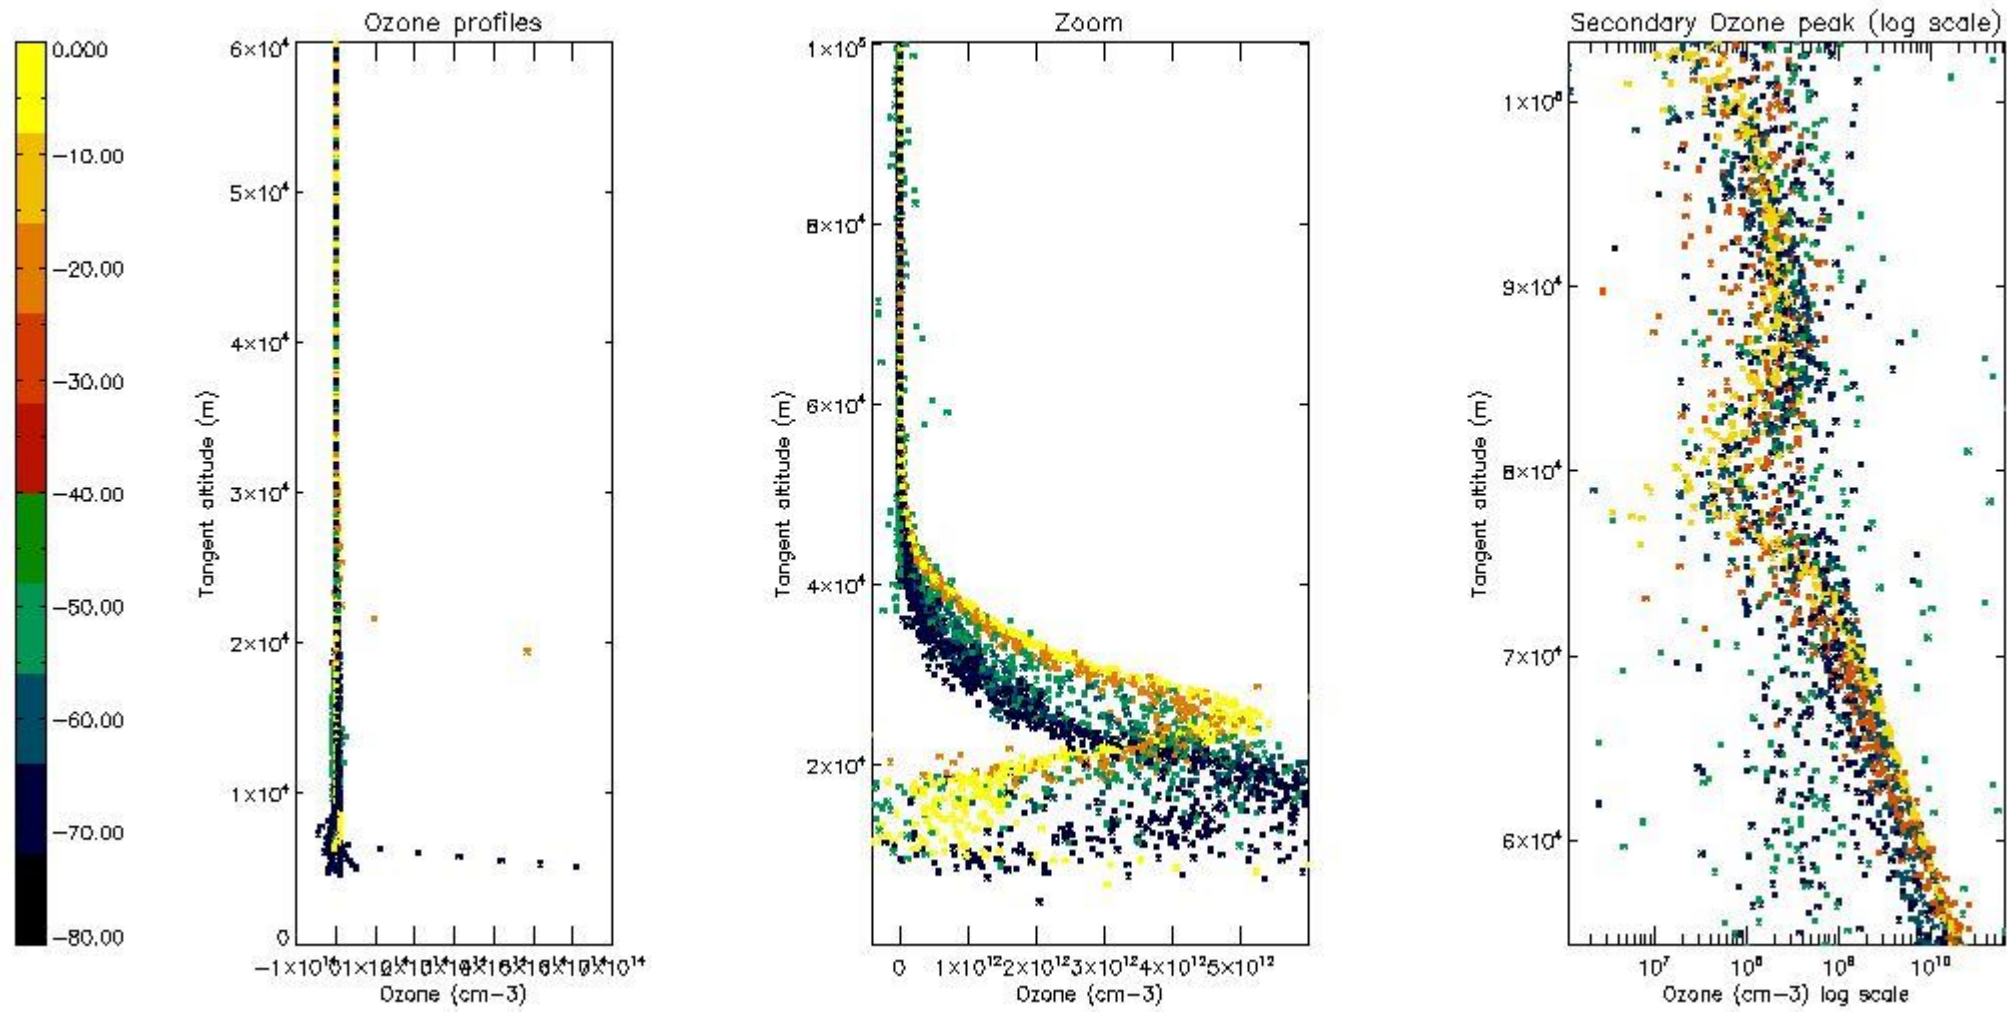 Ozone profiles
Zoom
Secondary Ozone peak (log scale)
0.000
−10.00
−20.00
−30.00
−40.00
−50.00
−60.00
−70.00
−80.00
6×10⁴
5×10⁴
4×10⁴
3×10⁴
2×10⁴
1×10⁴
0
Tangent altitude (m)
Ozone (cm−3)
1×10⁵
8×10⁴
6×10⁴
4×10⁴
2×10⁴
Tangent altitude (m)
0 1×10¹² 2×10¹² 3×10¹² 4×10¹² 5×10¹²
Ozone (cm−3)
1×10⁵
9×10⁴
8×10⁴
7×10⁴
6×10⁴
Tangent altitude (m)
10⁷ 10⁸ 10⁹ 10¹⁰
Ozone (cm−3) log scale